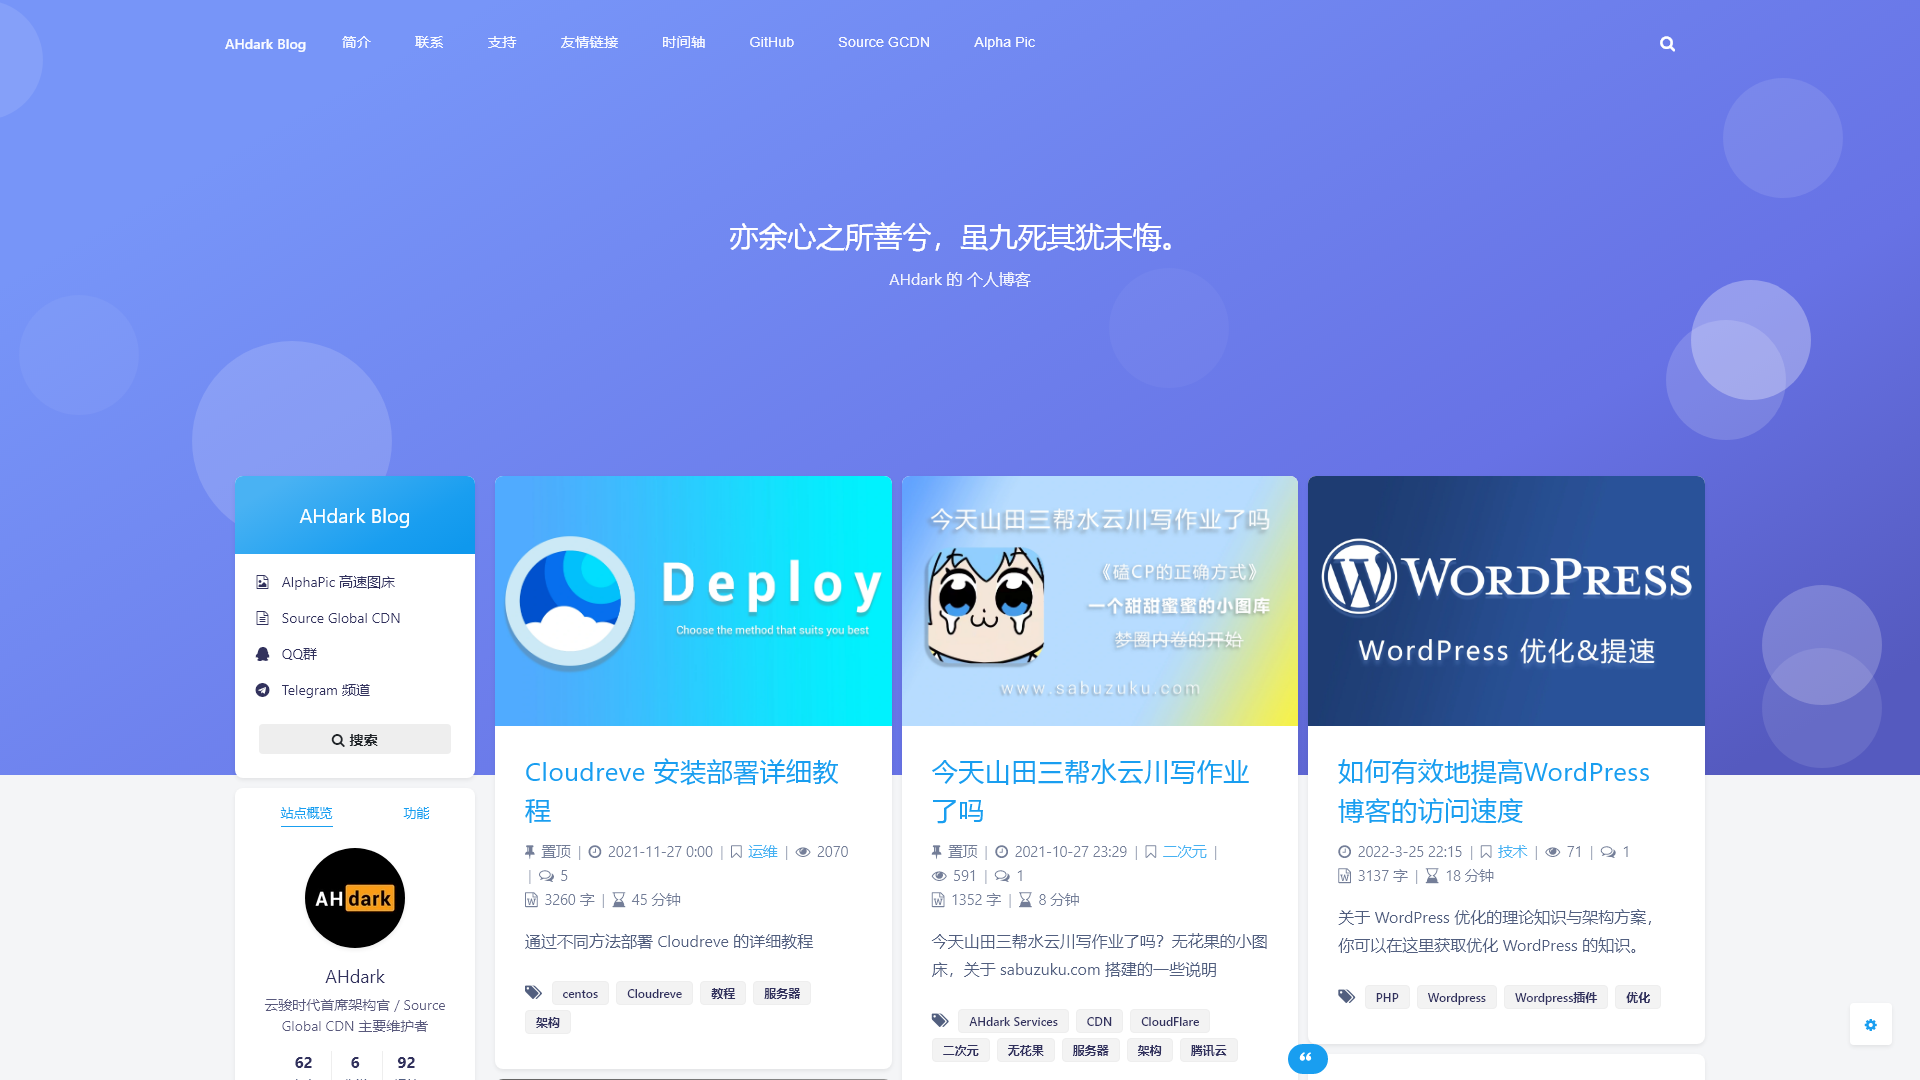 AHdark Blog 简介 联系 支持 友情链接 时间轴 GitHub Source GCDN Alpha Pic
亦余心之所善兮，虽九死其犹未悔。
AHdark 的 个人博客
AHdark Blog
AlphaPic 高速图床
Source Global CDN
QQ群
Telegram 频道
搜索
站点概览 功能
AHdark
AHdark
云骏时代首席架构官 / Source
Global CDN 主要维护者
62 6 92
Deploy
Choose the method that suits you best
Cloudreve 安装部署详细教
程
置顶 | 2021-11-27 0:00 | 运维 | 2070
| 5
3260 字 | 45 分钟
通过不同方法部署 Cloudreve 的详细教程
centos Cloudreve 教程 服务器
架构
今天山田三帮水云川写作业了吗
《磕CP的正确方式》
一个甜甜蜜蜜的小图库
梦圈内卷的开始
www.sabuzuku.com
今天山田三帮水云川写作业
了吗
置顶 | 2021-10-27 23:29 | 二次元 |
591 | 1
1352 字 | 8 分钟
今天山田三帮水云川写作业了吗？无花果的小图
床，关于 sabuzuku.com 搭建的一些说明
AHdark Services CDN CloudFlare
二次元 无花果 服务器 架构 腾讯云
WORDPRESS
WordPress 优化&提速
如何有效地提高WordPress
博客的访问速度
2022-3-25 22:15 | 技术 | 71 | 1
3137 字 | 18 分钟
关于 WordPress 优化的理论知识与架构方案，
你可以在这里获取优化 WordPress 的知识。
PHP Wordpress Wordpress插件 优化